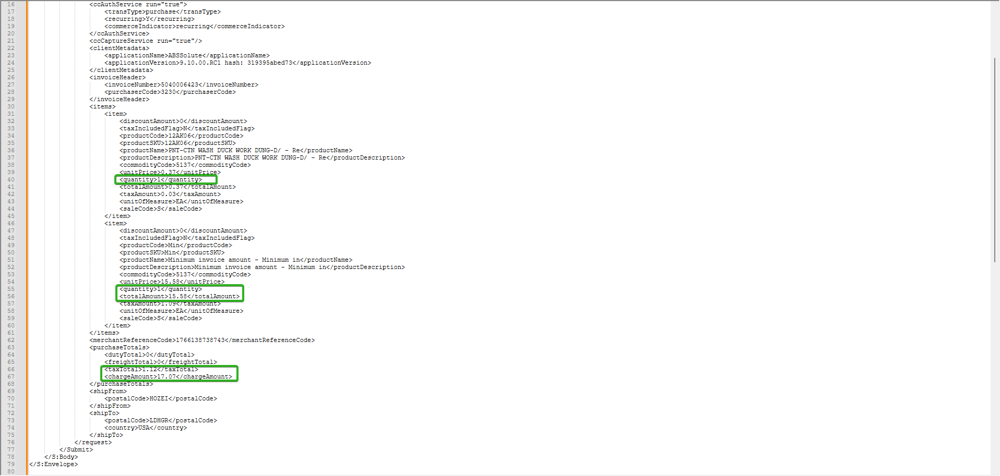 16 <ccAuthService run="true">
17 <transType>purchase</transType>
18 <recurring>Y</recurring>
19 <commerceIndicator>recurring</commerceIndicator>
20 </ccAuthService>
21 <ccCaptureService run="true"/>
22 <clientMetadata>
23 <applicationName>ABSSolute</applicationName>
24 <applicationVersion>9.10.00.RC1 hash: 319395abed73</applicationVersion>
25 </clientMetadata>
26 <invoiceHeader>
27 <invoiceNumber>5040006423</invoiceNumber>
28 <purchaserCode>3230</purchaserCode>
29 </invoiceHeader>
30 <items>
31 <item>
32 <discountAmount>0</discountAmount>
33 <taxIncludedFlag>N</taxIncludedFlag>
34 <productCode>12AK06</productCode>
35 <productSKU>12AK06</productSKU>
36 <productName>PNT-CTN WASH DUCK WORK DUNG-D/ - Re</productName>
37 <productDescription>PNT-CTN WASH DUCK WORK DUNG-D/ - Re</productDescription>
38 <commodityCode>5137</commodityCode>
39 <unitPrice>0.37</unitPrice>
40 <quantity>1</quantity>
41 <totalAmount>0.37</totalAmount>
42 <taxAmount>0.03</taxAmount>
43 <unitOfMeasure>EA</unitOfMeasure>
44 <saleCode>S</saleCode>
45 </item>
46 <item>
47 <discountAmount>0</discountAmount>
48 <taxIncludedFlag>N</taxIncludedFlag>
49 <productCode>Min</productCode>
50 <productSKU>Min</productSKU>
51 <productName>Minimum invoice amount - Minimum in</productName>
52 <productDescription>Minimum invoice amount - Minimum in</productDescription>
53 <commodityCode>5137</commodityCode>
54 <unitPrice>15.58</unitPrice>
55 <quantity>1</quantity>
56 <totalAmount>15.58</totalAmount>
57 <taxAmount>1.09</taxAmount>
58 <unitOfMeasure>EA</unitOfMeasure>
59 <saleCode>S</saleCode>
60 </item>
61 </items>
62 <merchantReferenceCode>1766138738743</merchantReferenceCode>
63 <purchaseTotals>
64 <dutyTotal>0</dutyTotal>
65 <freightTotal>0</freightTotal>
66 <taxTotal>1.12</taxTotal>
67 <chargeAmount>17.07</chargeAmount>
68 </purchaseTotals>
69 <shipFrom>
70 <postalCode>HOZEI</postalCode>
71 </shipFrom>
72 <shipTo>
73 <postalCode>LDHGR</postalCode>
74 <country>USA</country>
75 </shipTo>
76 </request>
77 </Submit>
78 </S:Body>
79 </S:Envelope>
80